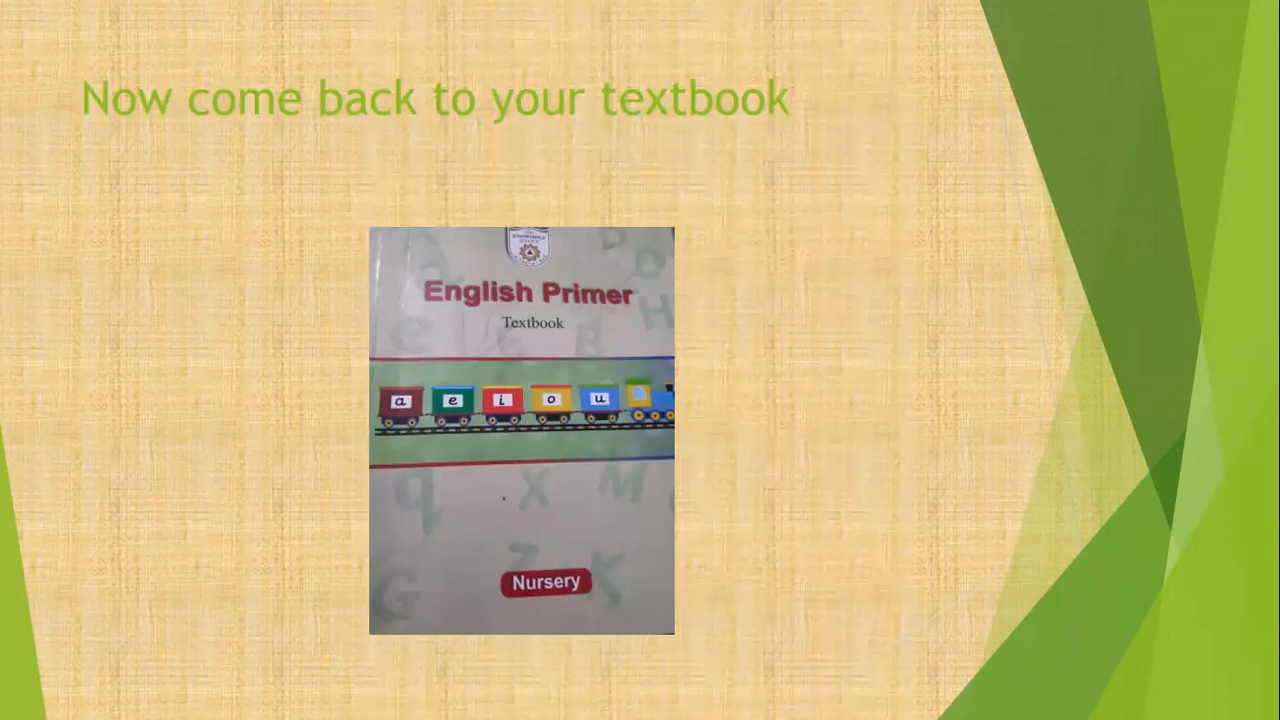 Now come back to your textbook
English Primer
Textbook
a e i o u
Nursery